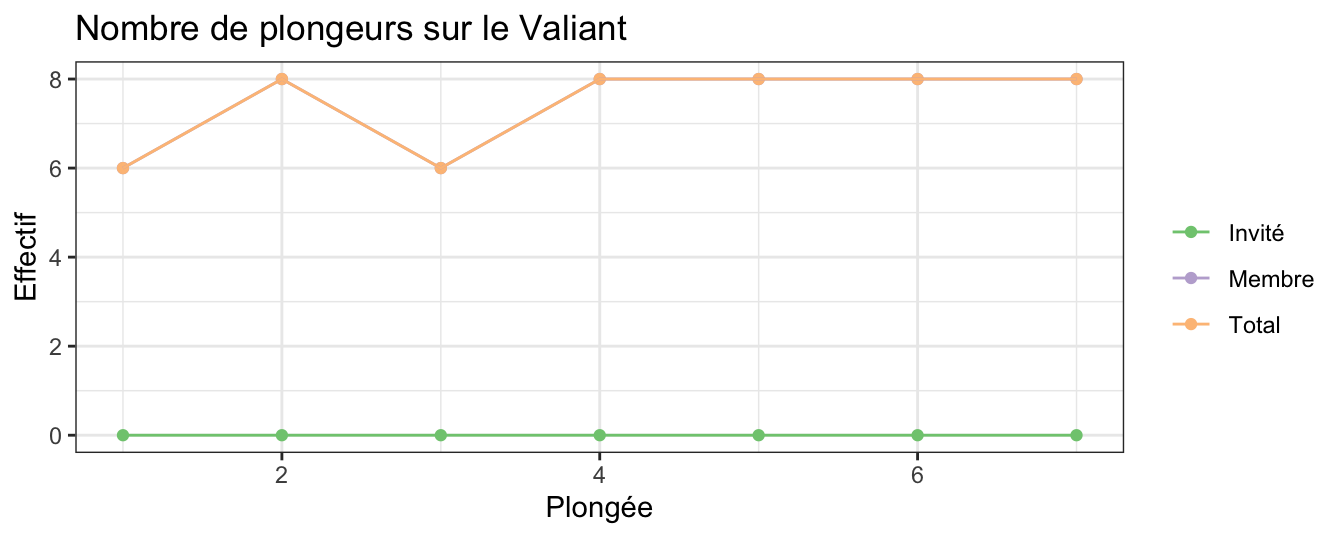 Nombre de plongeurs sur le Valiant
8
6
4
2
0
Effectif
2 4 6
Plongée
Invité
Membre
Total